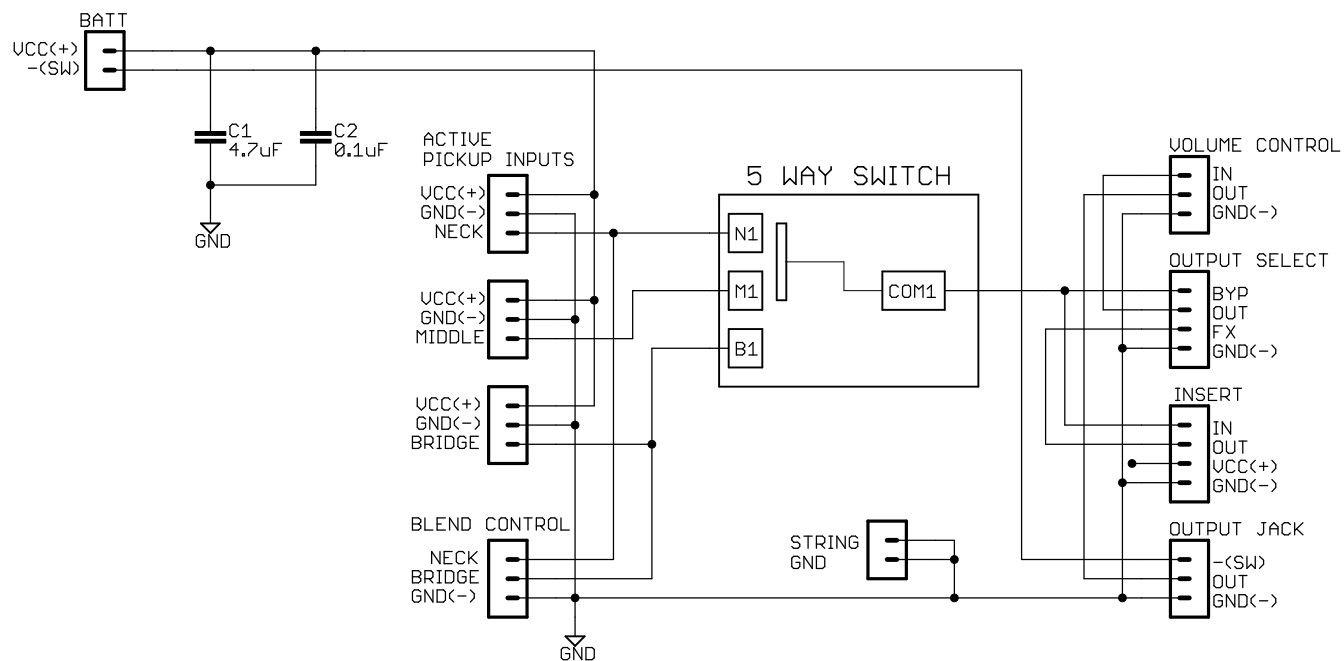 BATT
VCC(+)
-(SW)
C1
4.7uF
C2
0.1uF
GND
ACTIVE
PICKUP INPUTS
VCC(+)
GND(-)
NECK
VCC(+)
GND(-)
MIDDLE
VCC(+)
GND(-)
BRIDGE
BLEND CONTROL
NECK
BRIDGE
GND(-)
GND
5 WAY SWITCH
N1
M1
B1
COM1
STRING
GND
VOLUME CONTROL
IN
OUT
GND(-)
OUTPUT SELECT
BYP
OUT
FX
GND(-)
INSERT
IN
OUT
VCC(+)
GND(-)
OUTPUT JACK
-(SW)
OUT
GND(-)